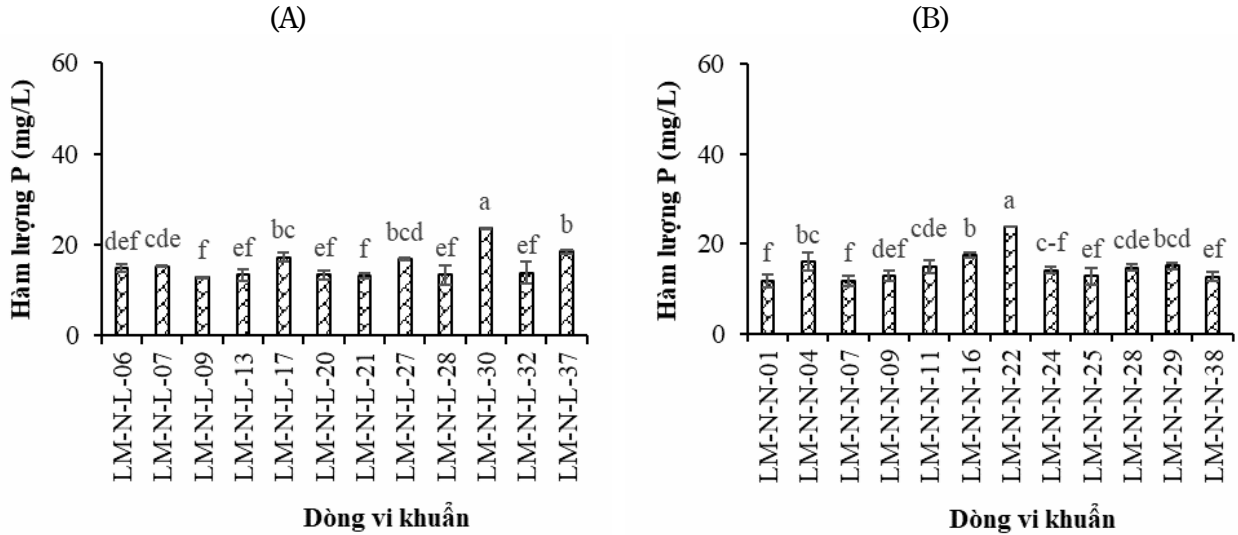 (A)
Hàm lượng P (mg/L)
60
40
20
0
def cde f ef bc ef f bcd ef a ef b
LM-N-L-06
LM-N-L-07
LM-N-L-09
LM-N-L-13
LM-N-L-17
LM-N-L-20
LM-N-L-21
LM-N-L-27
LM-N-L-28
LM-N-L-30
LM-N-L-32
LM-N-L-37
Dòng vi khuẩn
(B)
Hàm lượng P (mg/L)
60
40
20
0
f bc f def cde b a c-f ef cde bcd ef
LM-N-N-01
LM-N-N-04
LM-N-N-07
LM-N-N-09
LM-N-N-11
LM-N-N-16
LM-N-N-22
LM-N-N-24
LM-N-N-25
LM-N-N-28
LM-N-N-29
LM-N-N-38
Dòng vi khuẩn